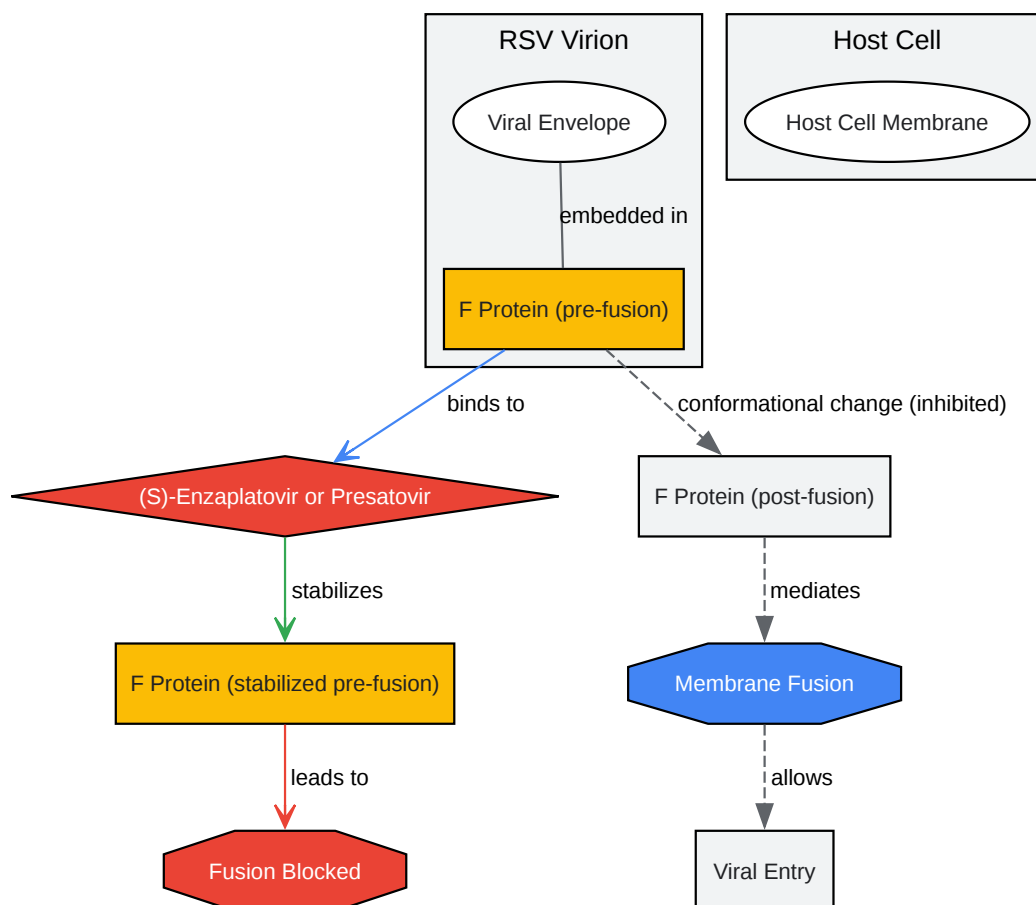 RSV Virion
Host Cell
Viral Envelope
Host Cell Membrane
embedded in
F Protein (pre-fusion)
binds to
conformational change (inhibited)
(S)-Enzaplatovir or Presatovir
F Protein (post-fusion)
stabilizes
mediates
F Protein (stabilized pre-fusion)
Membrane Fusion
leads to
allows
Fusion Blocked
Viral Entry